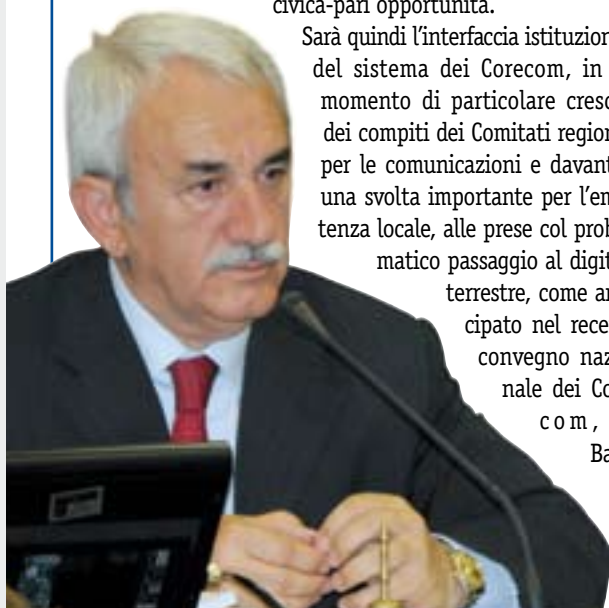 civica-pari opportunità.
Sarà quindi l'interfaccia istituzion
del sistema dei Corecom, in
momento di particolare cresc
dei compiti dei Comitati region
per le comunicazioni e davant
una svolta importante per l'em
tenza locale, alle prese col prob
matico passaggio al digit
terrestre, come an
cipato nel rece
convegno naz
nale dei Co
com,
Ba